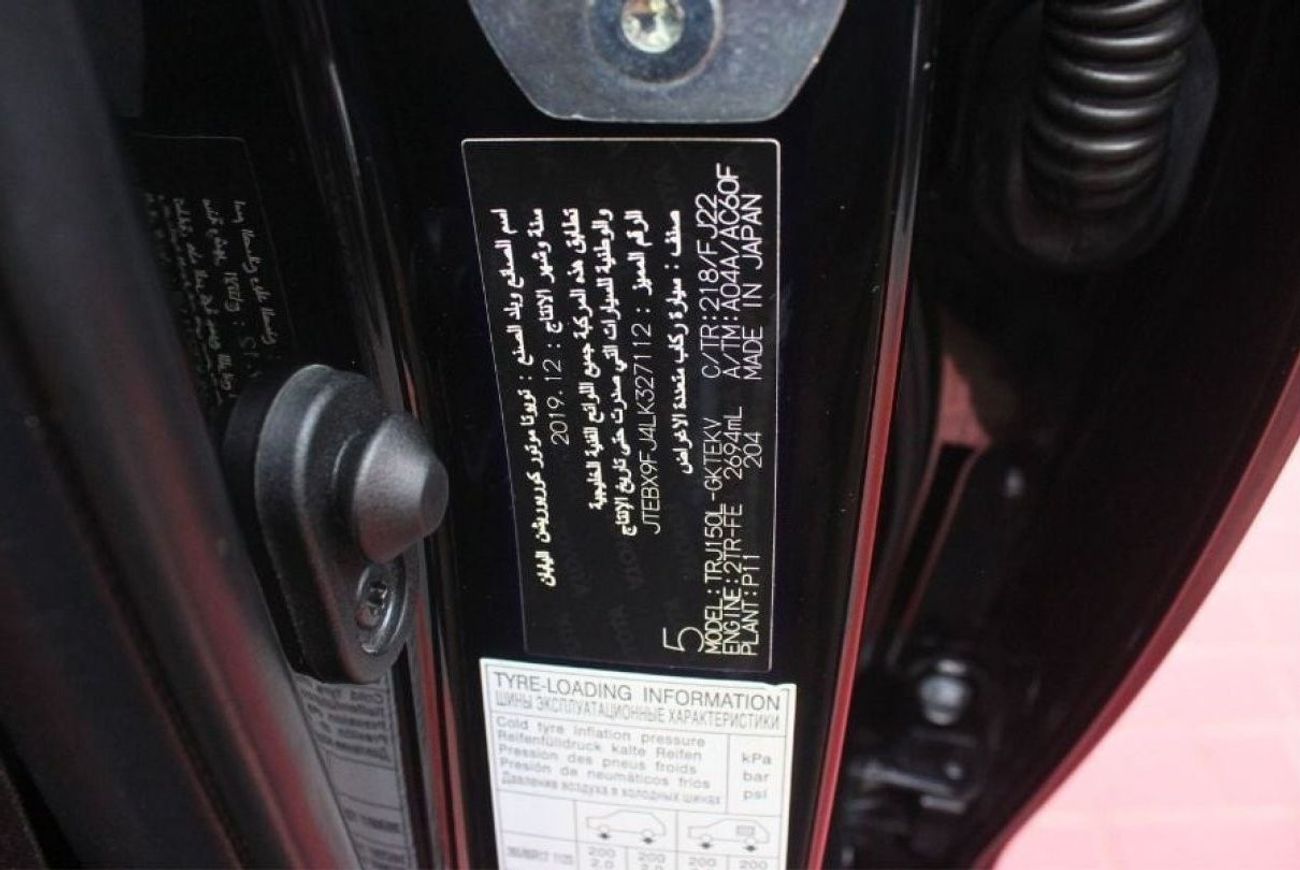 اسم الصانع وبلد الصنع : تويوتا موتور كوربوريشن اليابان
سنة وشهر الانتاج : 2019.12
تطابق هذه المركبة جميع اللوائح الفنية الخليجية
والوطنية للسيارات التي صدرت حتى تاريخ الإنتاج
الرقم المميز : JTEBX9FJ4LK327112
صنف : سيارة ركاب متعددة الاغراض
5
MODEL:TRJ150L-GKTEKV C/TR:218/FJ22
ENGINE:2TR-FE 2694mL A/TM:A04A/AC60F
PLANT:P11 204 MADE IN JAPAN
TYRE-LOADING INFORMATION
ШИНЫ ЭКСПЛУАТАЦИОННЫЕ ХАРАКТЕРИСТИКИ
Cold tyre inflation pressure
Reifenfülldruck kalte Reifen
Pression des pneus froids
Presión de neumáticos fríos
Давление воздуха в холодных шинах
kPa
bar
psi
200 200 200 200
2.0